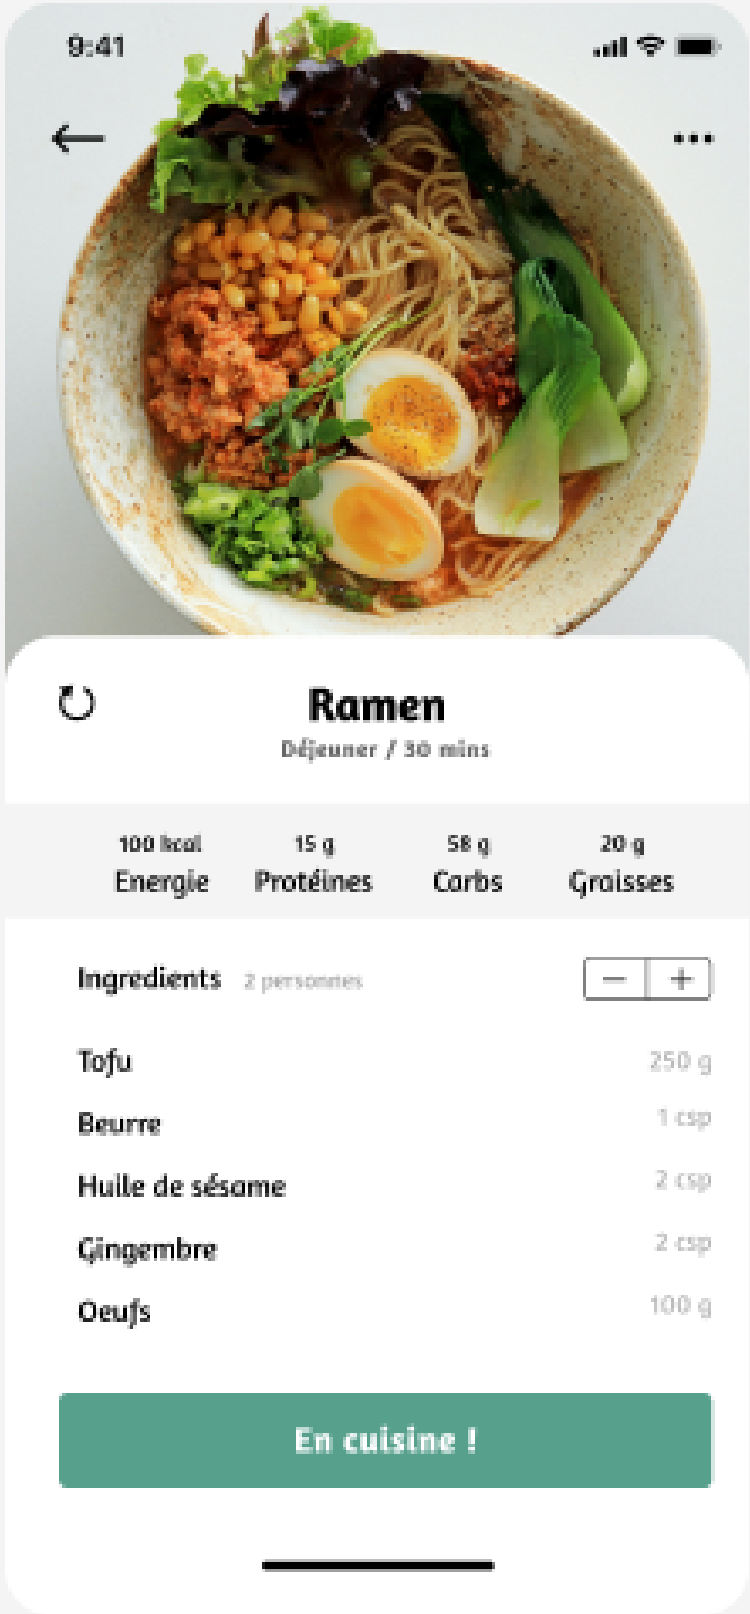 9:41
Ramen
Déjeuner / 30 mins
100 kcal 15 g 58 g 20 g
Energie Protéines Carbs Graisses
Ingredients 2 personnes
Tofu 250 g
Beurre 1 csp
Huile de sésame 2 csp
Gingembre 2 csp
Oeufs 100 g
En cuisine !